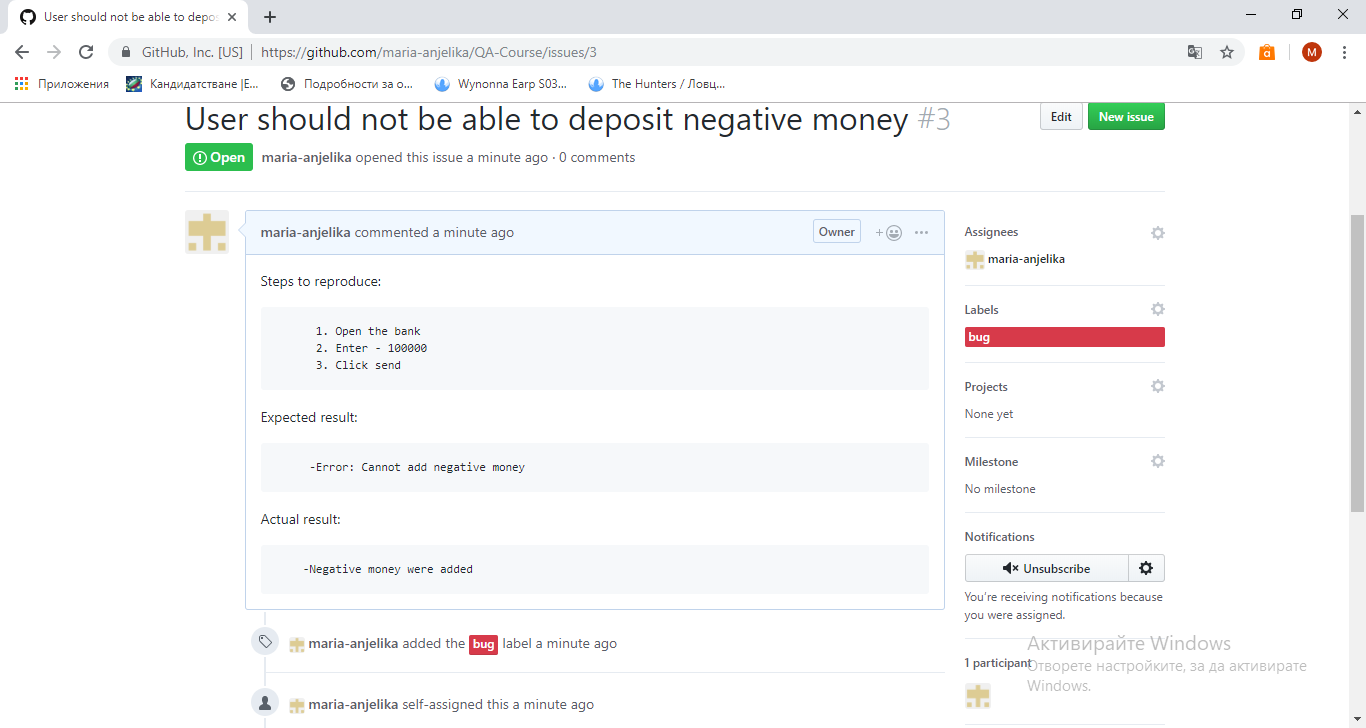 User should not be able to depos
GitHub, Inc. [US] | https://github.com/maria-anjelika/QA-Course/issues/3
M
Приложения
Кандидатстване |Е...
Подробности за о...
Wynonna Earp S03...
The Hunters / Ловц...
User should not be able to deposit negative money #3
Edit
New issue
Open
maria-anjelika opened this issue a minute ago · 0 comments
maria-anjelika commented a minute ago
Owner
Steps to reproduce:
1. Open the bank
2. Enter - 100000
3. Click send
Expected result:
-Error: Cannot add negative money
Actual result:
-Negative money were added
maria-anjelika added the bug label a minute ago
maria-anjelika self-assigned this a minute ago
Assignees
maria-anjelika
Labels
bug
Projects
None yet
Milestone
No milestone
Notifications
Unsubscribe
You're receiving notifications because
you were assigned.
1 participant
Активирайте Windows
Отворете настройките, за да активирате
Windows.